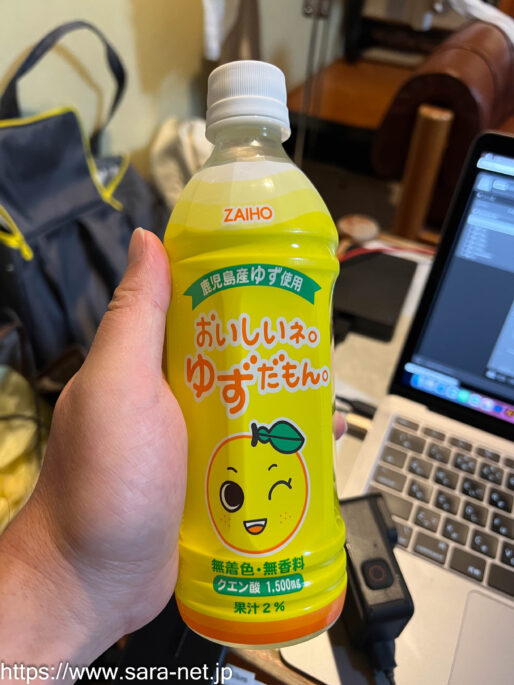 ZAIHO
鹿児島産ゆず使用
おいしいネ。
ゆずだもん。
無着色・無香料
クエン酸 1,500mg
果汁2%
https://www.sara-net.jp